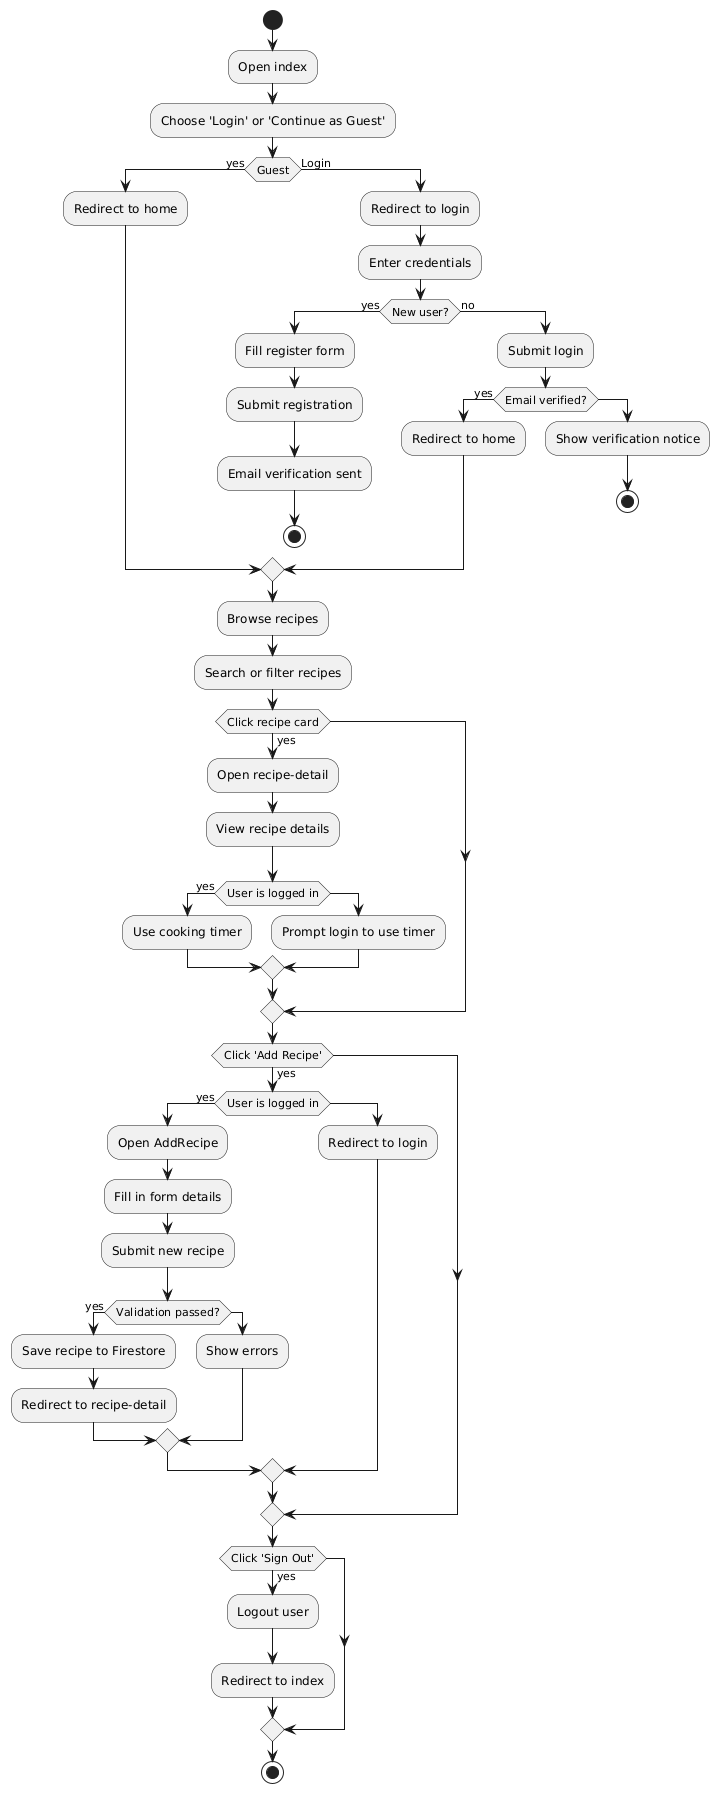 Open index
Choose 'Login' or 'Continue as Guest'
yes
Guest
Login
Redirect to home
Redirect to login
Enter credentials
yes
New user?
no
Fill register form
Submit login
Submit registration
yes
Email verified?
Redirect to home
Show verification notice
Email verification sent
Browse recipes
Search or filter recipes
Click recipe card
yes
Open recipe-detail
View recipe details
yes
User is logged in
Use cooking timer
Prompt login to use timer
Click 'Add Recipe'
yes
yes
User is logged in
Open AddRecipe
Redirect to login
Fill in form details
Submit new recipe
yes
Validation passed?
Save recipe to Firestore
Show errors
Redirect to recipe-detail
Click 'Sign Out'
yes
Logout user
Redirect to index